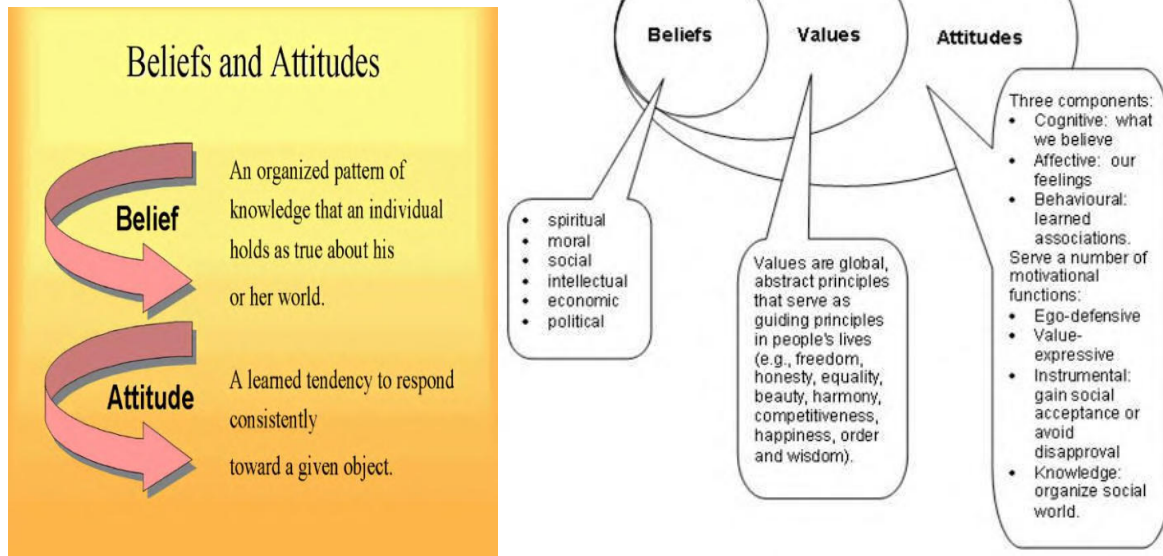 Beliefs and Attitudes
Belief
An organized pattern of
knowledge that an individual
holds as true about his
or her world.
Attitude
A learned tendency to respond
consistently
toward a given object.
Beliefs
Values
Attitudes
• spiritual
• moral
• social
• intellectual
• economic
• political
Values are global,
abstract principles
that serve as
guiding principles
in people's lives
(e.g., freedom,
honesty, equality,
beauty, harmony,
competitiveness,
happiness, order
and wisdom).
Three components:
• Cognitive: what
we believe
• Affective: our
feelings
• Behavioural:
learned
associations.
Serve a number of
motivational
functions:
• Ego-defensive
• Value-
expressive
• Instrumental:
gain social
acceptance or
avoid
disapproval
• Knowledge:
organize social
world.